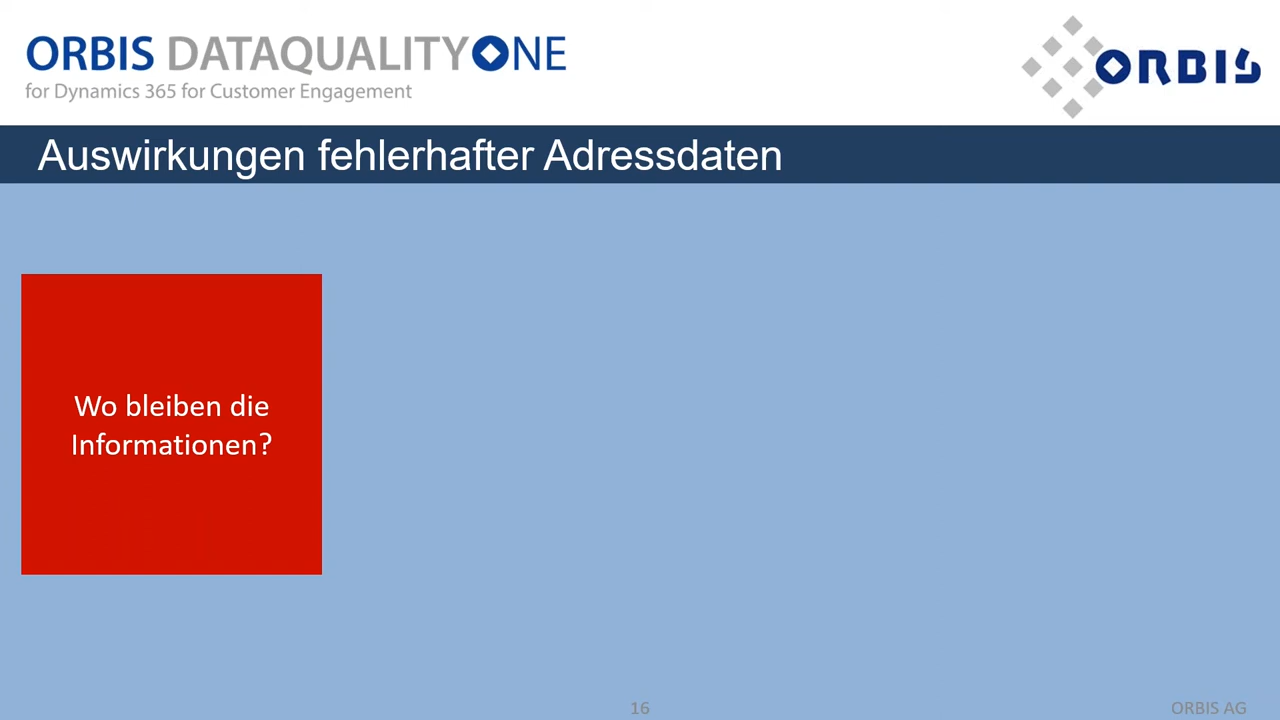 ORBIS DATAQUALITYONE
for Dynamics 365 for Customer Engagement
ORBIS
Auswirkungen fehlerhafter Adressdaten
Wo bleiben die
Informationen?
16
ORBIS AG